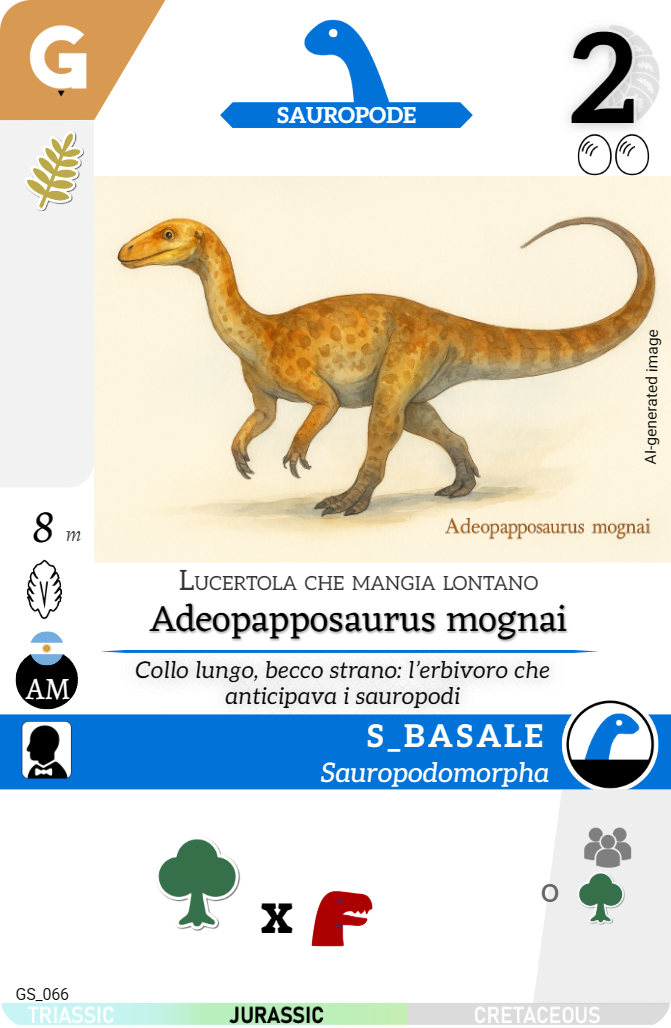 G
SAUROPODE
2
AI-generated image
Adeopapposaurus mognai
8 m
LUCERTOLA CHE MANGIA LONTANO
Adeopapposaurus mognai
Collo lungo, becco strano: l'erbivoro che
anticipava i sauropodi
AM
S_BASALE
Sauropodomorpha
x
O
GS_066
TRIASSIC JURASSIC CRETACEOUS